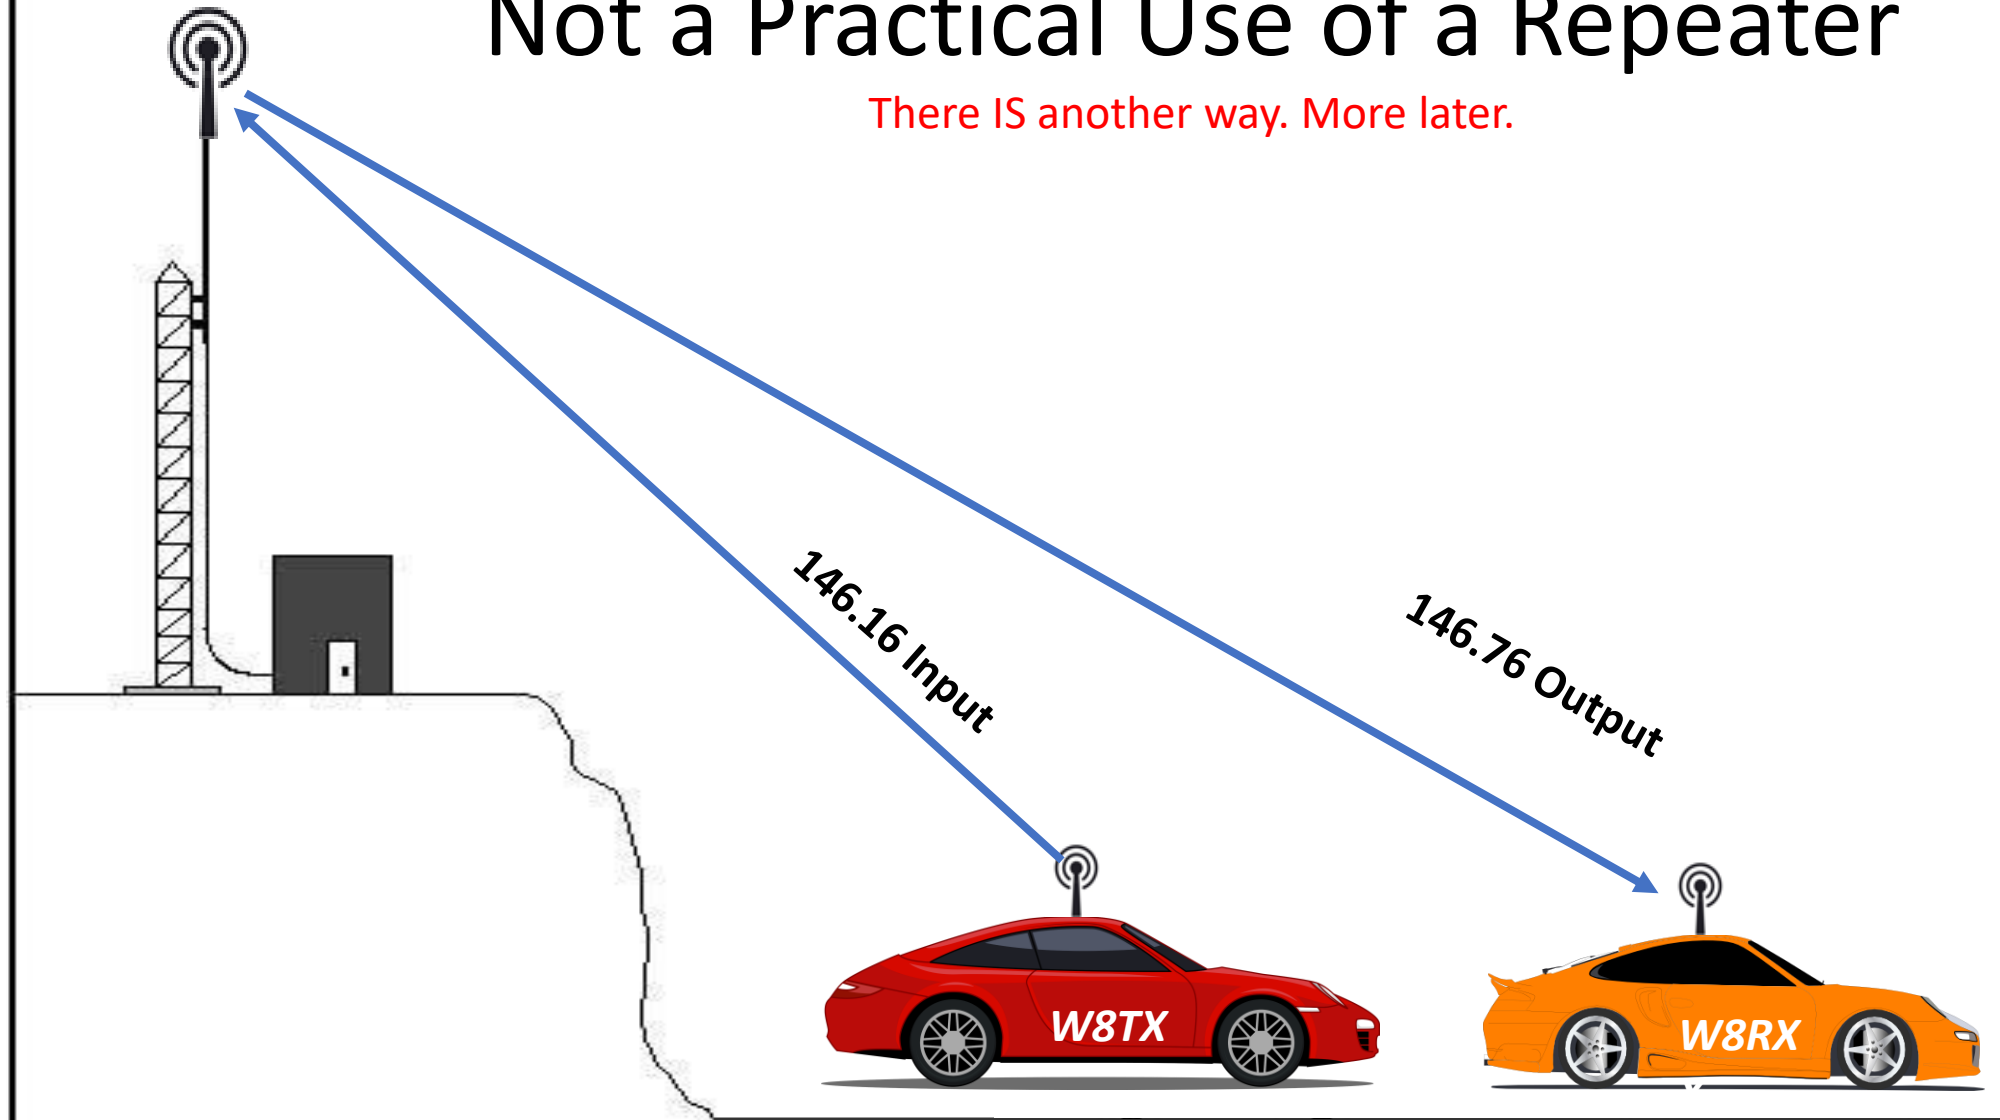 Not a Practical Use of a Repeater
There IS another way. More later.
146.16 Input
146.76 Output
W8TX
W8RX